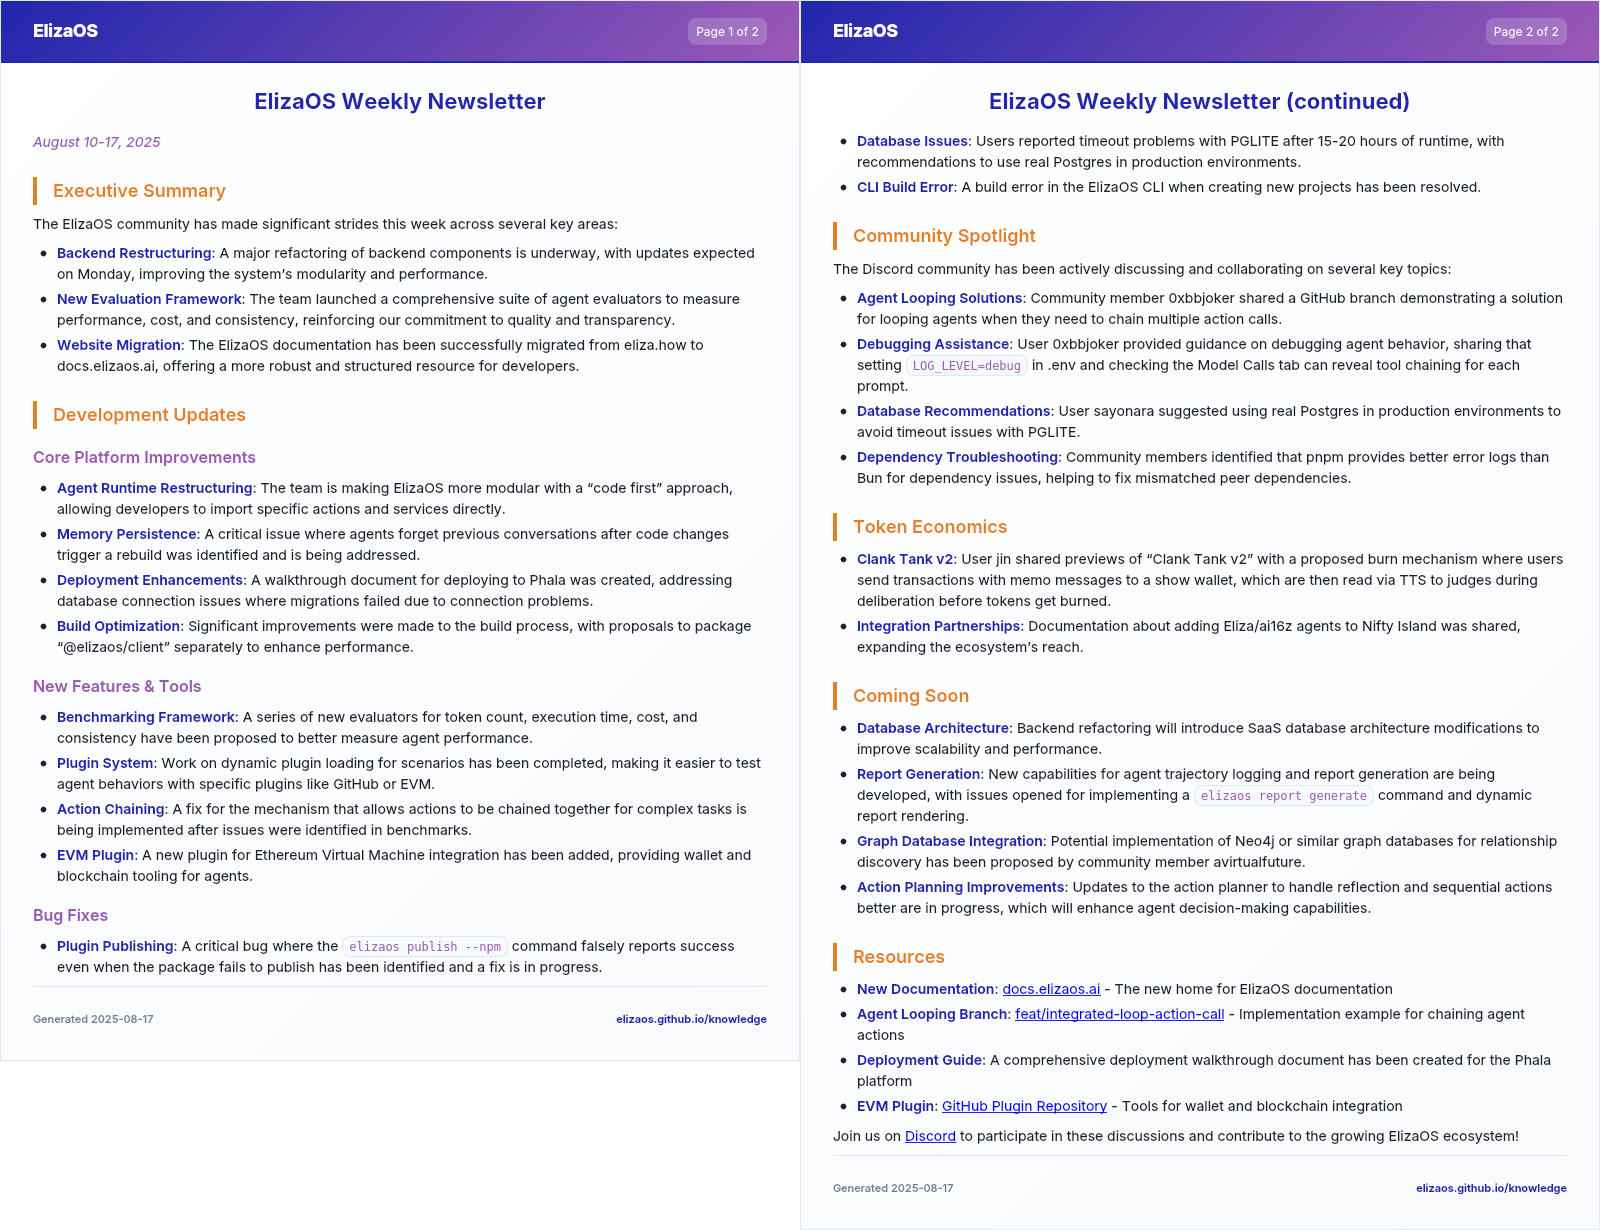 ElizaOS
Page 1 of 2
ElizaOS Weekly Newsletter
August 10-17, 2025
Executive Summary
The ElizaOS community has made significant strides this week across several key areas:
• Backend Restructuring: A major refactoring of backend components is underway, with updates expected
on Monday, improving the system’s modularity and performance.
• New Evaluation Framework: The team launched a comprehensive suite of agent evaluators to measure
performance, cost, and consistency, reinforcing our commitment to quality and transparency.
• Website Migration: The ElizaOS documentation has been successfully migrated from eliza.how to
docs.elizaos.ai, offering a more robust and structured resource for developers.
Development Updates
Core Platform Improvements
• Agent Runtime Restructuring: The team is making ElizaOS more modular with a “code first” approach,
allowing developers to import specific actions and services directly.
• Memory Persistence: A critical issue where agents forget previous conversations after code changes
trigger a rebuild was identified and is being addressed.
• Deployment Enhancements: A walkthrough document for deploying to Phala was created, addressing
database connection issues where migrations failed due to connection problems.
• Build Optimization: Significant improvements were made to the build process, with proposals to package
“@elizaos/client” separately to enhance performance.
New Features & Tools
• Benchmarking Framework: A series of new evaluators for token count, execution time, cost, and
consistency have been proposed to better measure agent performance.
• Plugin System: Work on dynamic plugin loading for scenarios has been completed, making it easier to test
agent behaviors with specific plugins like GitHub or EVM.
• Action Chaining: A fix for the mechanism that allows actions to be chained together for complex tasks is
being implemented after issues were identified in benchmarks.
• EVM Plugin: A new plugin for Ethereum Virtual Machine integration has been added, providing wallet and
blockchain tooling for agents.
Bug Fixes
• Plugin Publishing: A critical bug where the elizaos publish --npm command falsely reports success
even when the package fails to publish has been identified and a fix is in progress.
Generated 2025-08-17
elizaos.github.io/knowledge
ElizaOS
Page 2 of 2
ElizaOS Weekly Newsletter (continued)
• Database Issues: Users reported timeout problems with PGLITE after 15-20 hours of runtime, with
recommendations to use real Postgres in production environments.
• CLI Build Error: A build error in the ElizaOS CLI when creating new projects has been resolved.
Community Spotlight
The Discord community has been actively discussing and collaborating on several key topics:
• Agent Looping Solutions: Community member 0xbbjoker shared a GitHub branch demonstrating a solution
for looping agents when they need to chain multiple action calls.
• Debugging Assistance: User 0xbbjoker provided guidance on debugging agent behavior, sharing that
setting LOG_LEVEL=debug in .env and checking the Model Calls tab can reveal tool chaining for each
prompt.
• Database Recommendations: User sayonara suggested using real Postgres in production environments to
avoid timeout issues with PGLITE.
• Dependency Troubleshooting: Community members identified that pnpm provides better error logs than
Bun for dependency issues, helping to fix mismatched peer dependencies.
Token Economics
• Clank Tank v2: User jin shared previews of “Clank Tank v2” with a proposed burn mechanism where users
send transactions with memo messages to a show wallet, which are then read via TTS to judges during
deliberation before tokens get burned.
• Integration Partnerships: Documentation about adding Eliza/ai16z agents to Nifty Island was shared,
expanding the ecosystem’s reach.
Coming Soon
• Database Architecture: Backend refactoring will introduce SaaS database architecture modifications to
improve scalability and performance.
• Report Generation: New capabilities for agent trajectory logging and report generation are being
developed, with issues opened for implementing a elizaos report generate command and dynamic
report rendering.
• Graph Database Integration: Potential implementation of Neo4j or similar graph databases for relationship
discovery has been proposed by community member avirtualfuture.
• Action Planning Improvements: Updates to the action planner to handle reflection and sequential actions
better are in progress, which will enhance agent decision-making capabilities.
Resources
• New Documentation: docs.elizaos.ai - The new home for ElizaOS documentation
• Agent Looping Branch: feat/integrated-loop-action-call - Implementation example for chaining agent
actions
• Deployment Guide: A comprehensive deployment walkthrough document has been created for the Phala
platform
• EVM Plugin: GitHub Plugin Repository - Tools for wallet and blockchain integration
Join us on Discord to participate in these discussions and contribute to the growing ElizaOS ecosystem!
Generated 2025-08-17
elizaos.github.io/knowledge